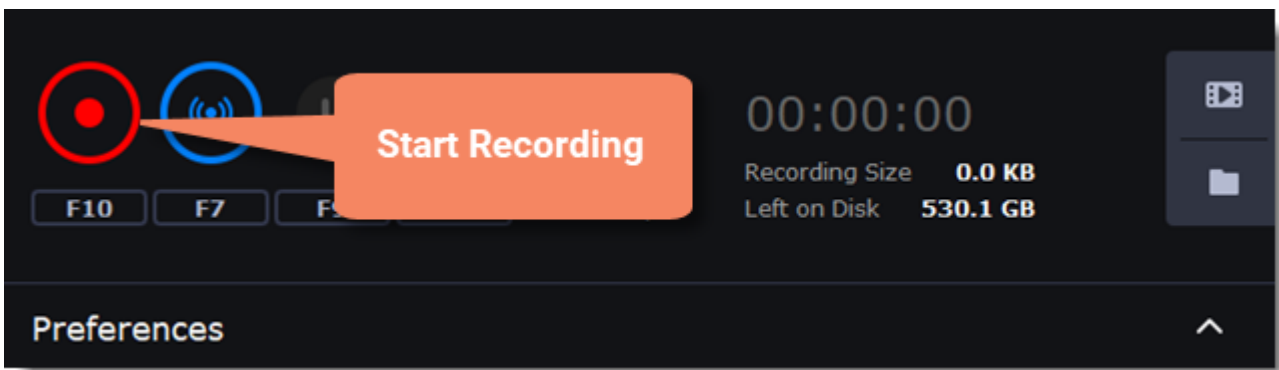 Start Recording
00:00:00
Recording Size 0.0 KB
Left on Disk 530.1 GB
F10 F7
Preferences